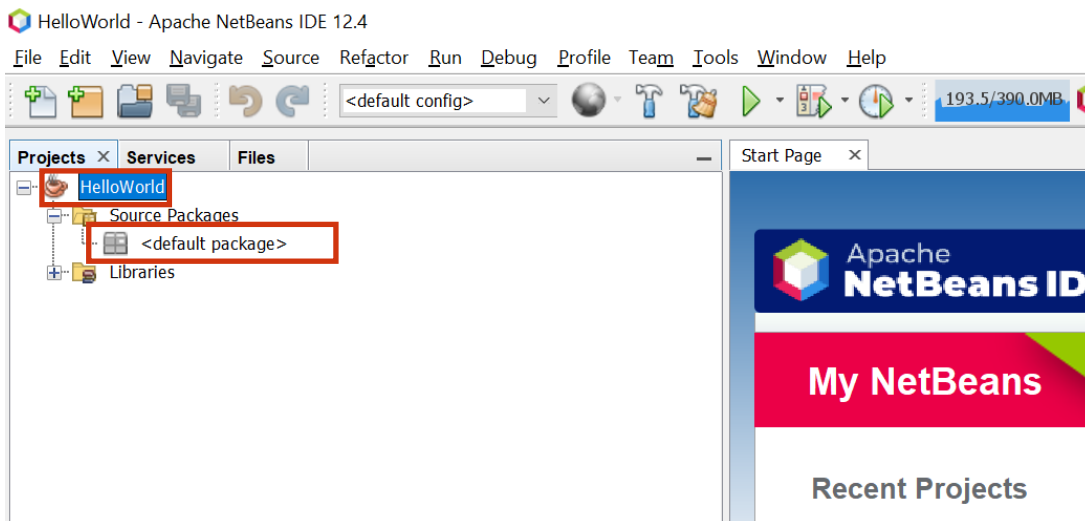 HelloWorld - Apache NetBeans IDE 12.4
File Edit View Navigate Source Refactor Run Debug Profile Team Tools Window Help
<default config> 193.5/390.0MB
Projects Services Files Start Page
HelloWorld
Source Packages
<default package>
Libraries
Apache
NetBeans ID
My NetBeans
Recent Projects